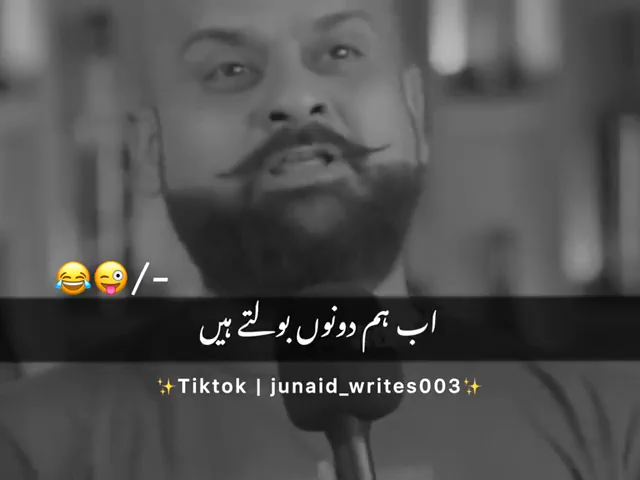 😂😜/-
اب ہم دونوں بولتے ہیں
✨Tiktok | junaid_writes003✨